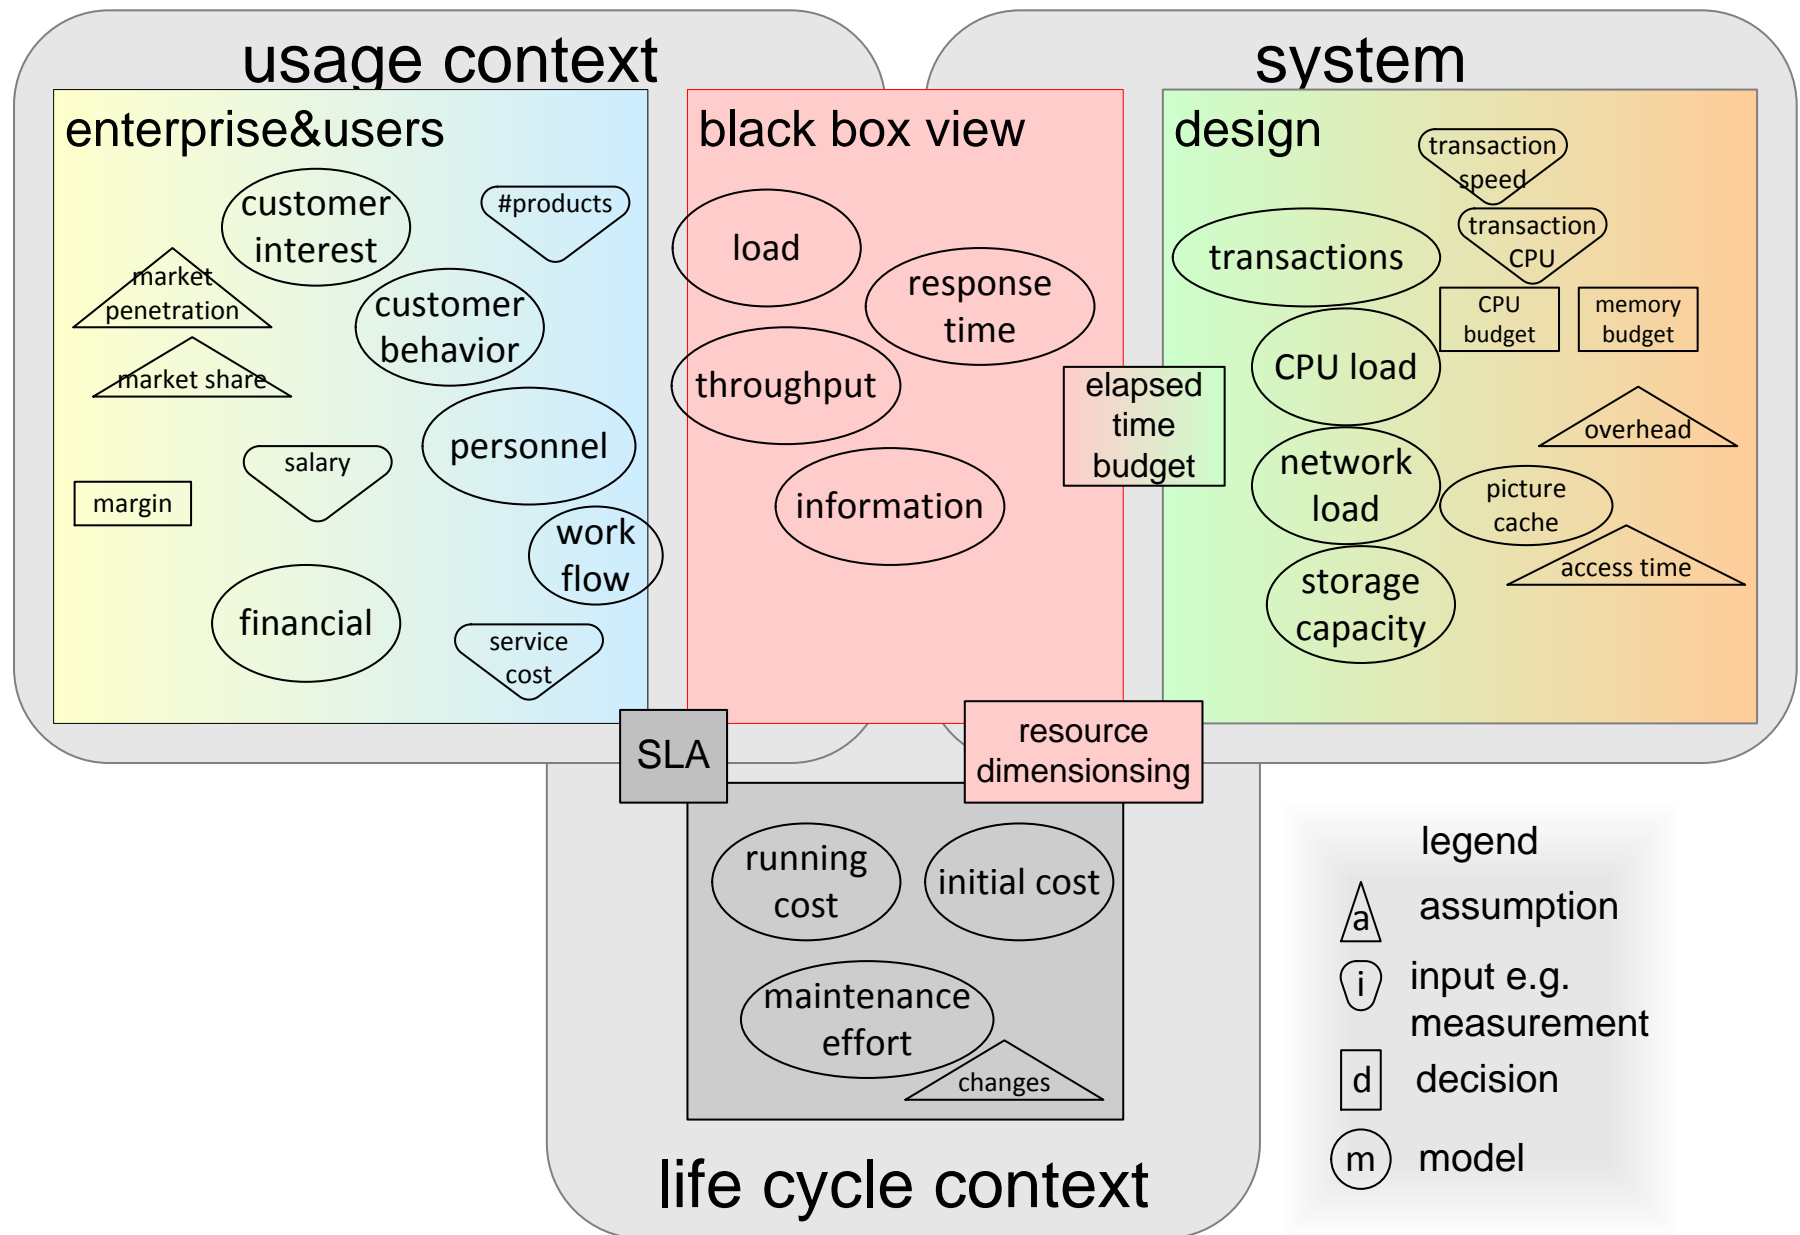 usage context
system
enterprise&users
customer
interest
#products
market
penetration
customer
behavior
market share
personnel
salary
margin
work
flow
financial
service
cost
black box view
load
response
time
throughput
information
elapsed
time
budget
design
transaction
speed
transaction
CPU
transactions
CPU
budget
memory
budget
CPU load
overhead
network
load
picture
cache
access time
storage
capacity
SLA
resource
dimensionsing
running
cost
initial cost
maintenance
effort
changes
life cycle context
legend
a assumption
i input e.g.
measurement
d decision
m model